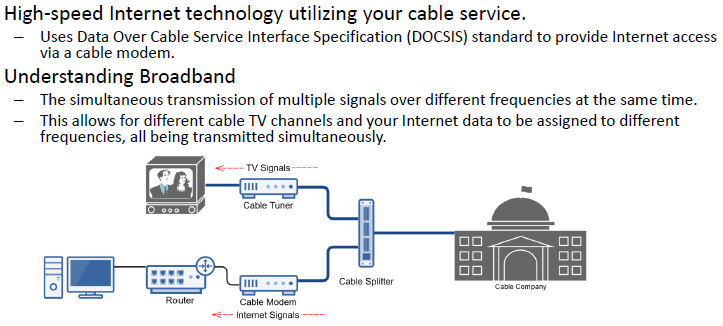 High-speed Internet technology utilizing your cable service.
– Uses Data Over Cable Service Interface Specification (DOCSIS) standard to provide Internet access
via a cable modem.
Understanding Broadband
– The simultaneous transmission of multiple signals over different frequencies at the same time.
– This allows for different cable TV channels and your Internet data to be assigned to different
frequencies, all being transmitted simultaneously.
TV Signals
Cable Tuner
Cable Splitter
Cable Company
Router
Cable Modem
Internet Signals